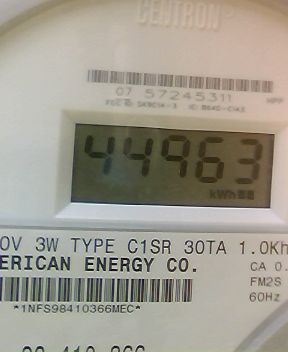 CENTRON®
07 57245311
44963
kWh
0V 3W TYPE C1SR 30TA 1.0Kh
ERICAN ENERGY CO.
CA 0.
FM2S
60Hz
*1NFS98410366MEC*